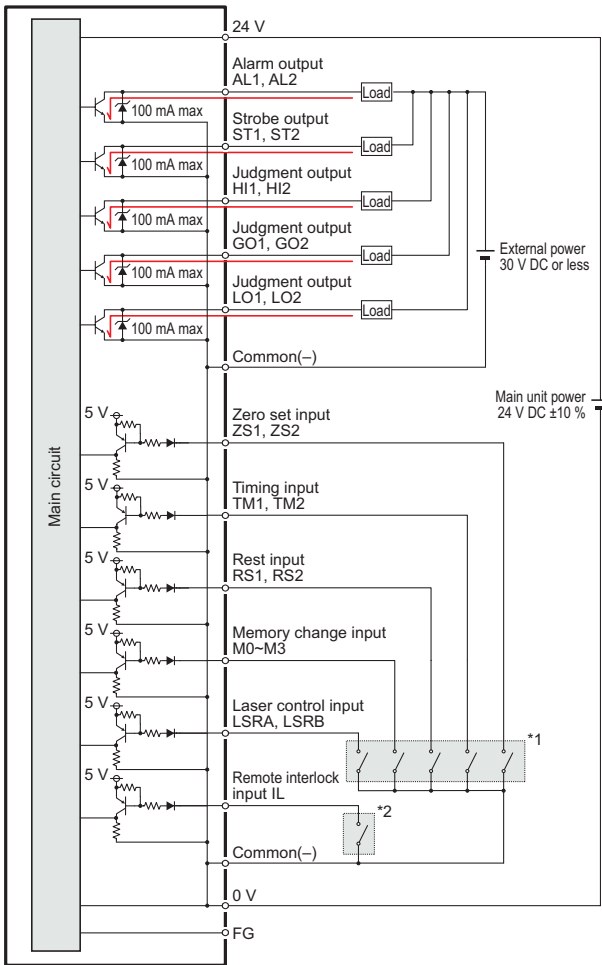 24 V
Alarm output
AL1, AL2
Load
100 mA max
Strobe output
ST1, ST2
Load
100 mA max
Judgment output
HI1, HI2
Load
100 mA max
Judgment output
GO1, GO2
Load
100 mA max
External power
30 V DC or less
Judgment output
LO1, LO2
Load
100 mA max
Common(–)
Main unit power
24 V DC ±10 %
Main circuit
5 V
Zero set input
ZS1, ZS2
5 V
Timing input
TM1, TM2
5 V
Rest input
RS1, RS2
5 V
Memory change input
M0~M3
5 V
Laser control input
LSRA, LSRB
*1
5 V
Remote interlock
input IL
*2
Common(–)
0 V
FG